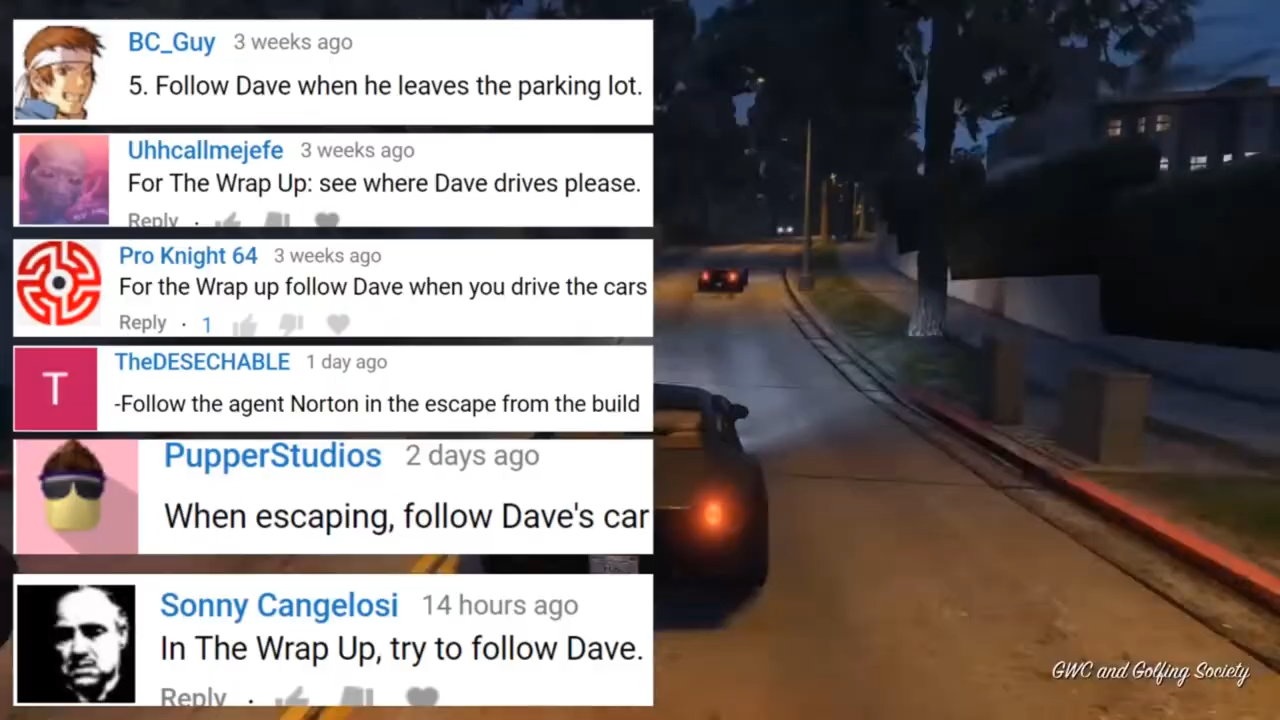 BC_Guy 3 weeks ago
5. Follow Dave when he leaves the parking lot.
Uhhcallmejefe 3 weeks ago
For The Wrap Up: see where Dave drives please.
Reply ·
Pro Knight 64 3 weeks ago
For the Wrap up follow Dave when you drive the cars
Reply · 1
T
TheDESECHABLE 1 day ago
-Follow the agent Norton in the escape from the build
PupperStudios 2 days ago
When escaping, follow Dave's car
Sonny Cangelosi 14 hours ago
In The Wrap Up, try to follow Dave.
Reply ·
GWC and Golfing Society